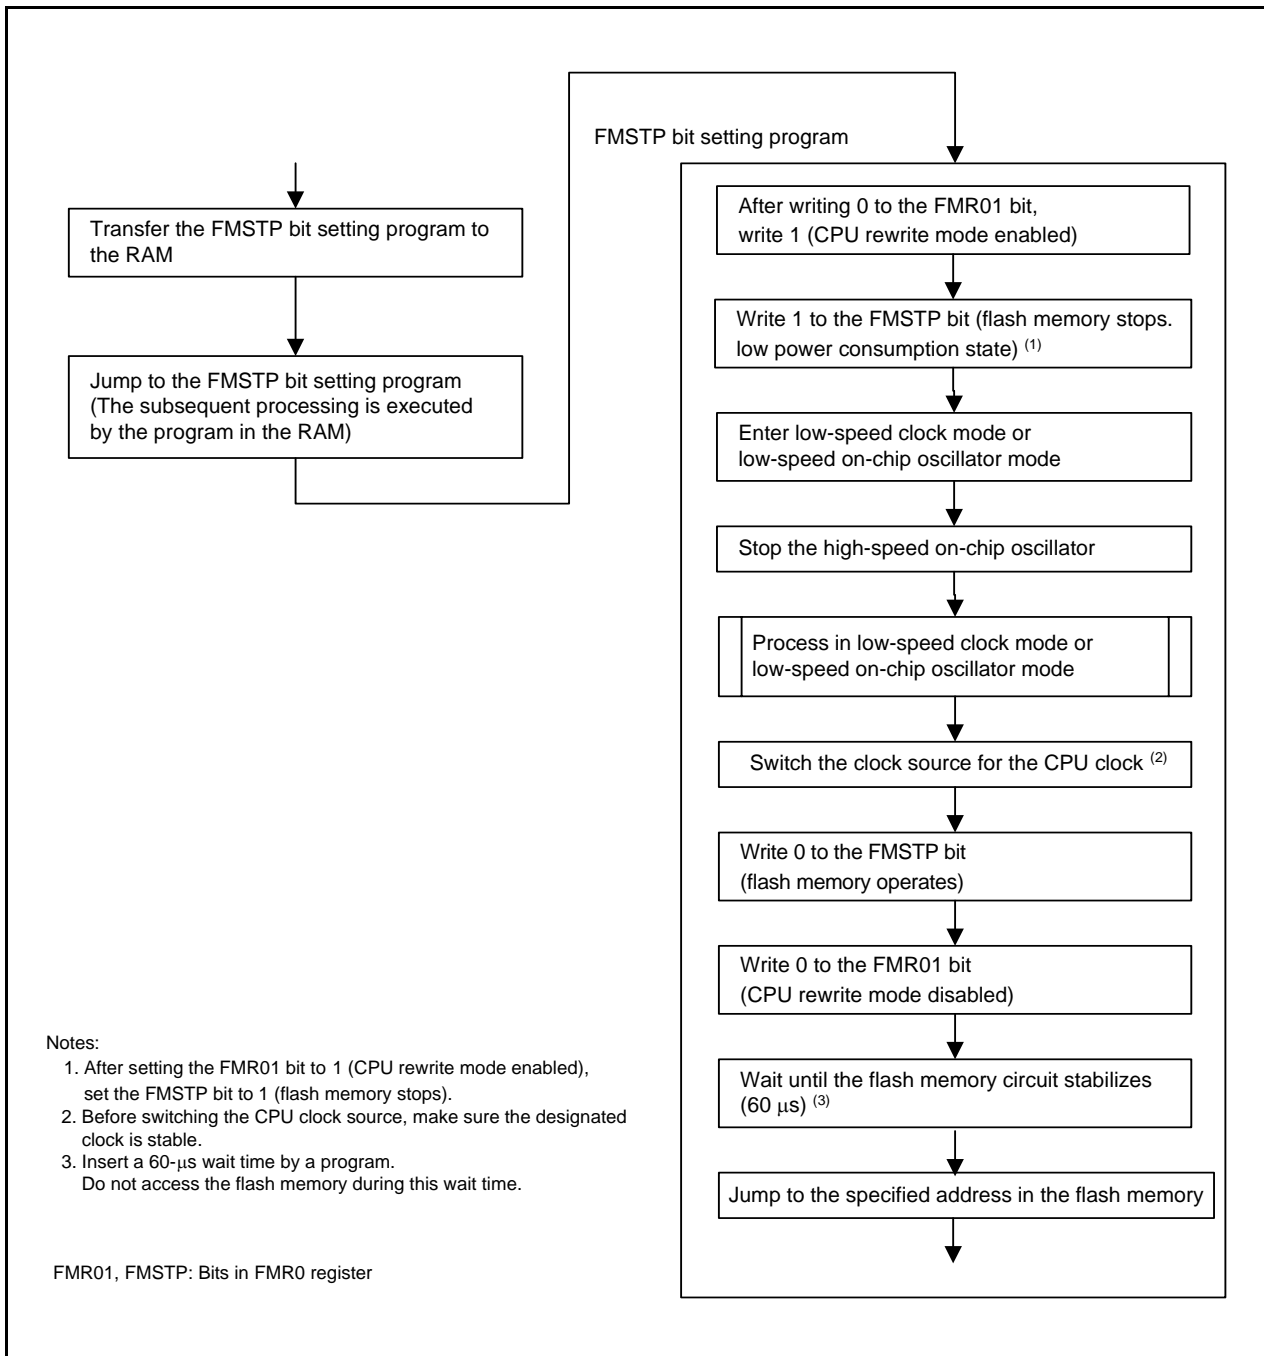 Transfer the FMSTP bit setting program to
the RAM
Jump to the FMSTP bit setting program
(The subsequent processing is executed
by the program in the RAM)
FMSTP bit setting program
After writing 0 to the FMR01 bit,
write 1 (CPU rewrite mode enabled)
Write 1 to the FMSTP bit (flash memory stops.
low power consumption state) (1)
Enter low-speed clock mode or
low-speed on-chip oscillator mode
Stop the high-speed on-chip oscillator
Process in low-speed clock mode or
low-speed on-chip oscillator mode
Switch the clock source for the CPU clock (2)
Write 0 to the FMSTP bit
(flash memory operates)
Write 0 to the FMR01 bit
(CPU rewrite mode disabled)
Wait until the flash memory circuit stabilizes
(60 μs) (3)
Jump to the specified address in the flash memory
Notes:
1. After setting the FMR01 bit to 1 (CPU rewrite mode enabled),
set the FMSTP bit to 1 (flash memory stops).
2. Before switching the CPU clock source, make sure the designated
clock is stable.
3. Insert a 60-μs wait time by a program.
Do not access the flash memory during this wait time.
FMR01, FMSTP: Bits in FMR0 register